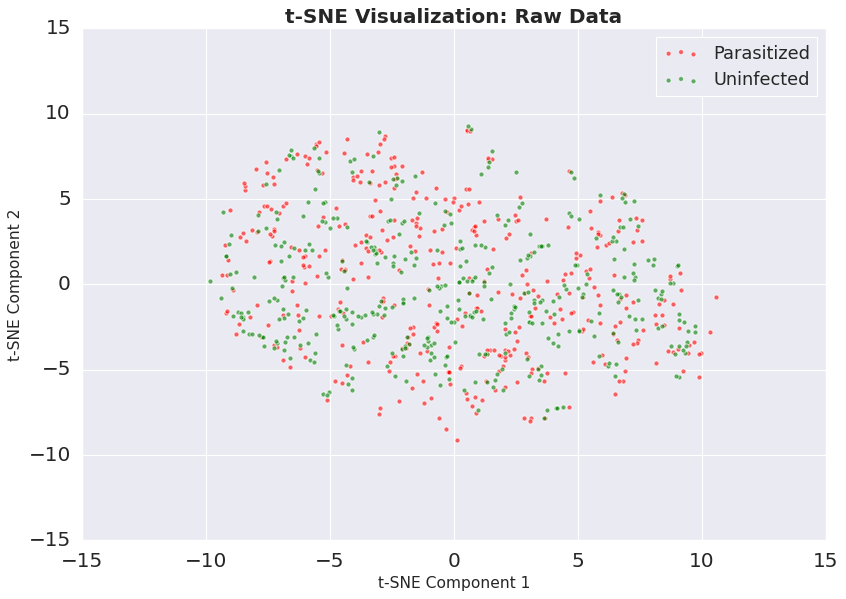 t-SNE Visualization: Raw Data
15
Parasitized
Uninfected
10
5
0
−5
−10
−15
t-SNE Component 2
−15 −10 −5 0 5 10 15
t-SNE Component 1